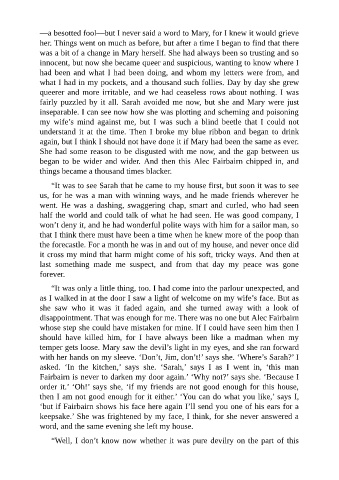 —a besotted fool—but I never said a word to Mary, for I knew it would grieve
her. Things went on much as before, but after a time I began to find that there
was a bit of a change in Mary herself. She had always been so trusting and so
innocent, but now she became queer and suspicious, wanting to know where I
had been and what I had been doing, and whom my letters were from, and
what I had in my pockets, and a thousand such follies. Day by day she grew
queerer and more irritable, and we had ceaseless rows about nothing. I was
fairly puzzled by it all. Sarah avoided me now, but she and Mary were just
inseparable. I can see now how she was plotting and scheming and poisoning
my wife’s mind against me, but I was such a blind beetle that I could not
understand it at the time. Then I broke my blue ribbon and began to drink
again, but I think I should not have done it if Mary had been the same as ever.
She had some reason to be disgusted with me now, and the gap between us
began to be wider and wider. And then this Alec Fairbairn chipped in, and
things became a thousand times blacker.
“It was to see Sarah that he came to my house first, but soon it was to see
us, for he was a man with winning ways, and he made friends wherever he
went. He was a dashing, swaggering chap, smart and curled, who had seen
half the world and could talk of what he had seen. He was good company, I
won’t deny it, and he had wonderful polite ways with him for a sailor man, so
that I think there must have been a time when he knew more of the poop than
the forecastle. For a month he was in and out of my house, and never once did
it cross my mind that harm might come of his soft, tricky ways. And then at
last something made me suspect, and from that day my peace was gone
forever.
“It was only a little thing, too. I had come into the parlour unexpected, and
as I walked in at the door I saw a light of welcome on my wife’s face. But as
she saw who it was it faded again, and she turned away with a look of
disappointment. That was enough for me. There was no one but Alec Fairbairn
whose step she could have mistaken for mine. If I could have seen him then I
should have killed him, for I have always been like a madman when my
temper gets loose. Mary saw the devil’s light in my eyes, and she ran forward
with her hands on my sleeve. ‘Don’t, Jim, don’t!’ says she. ‘Where’s Sarah?’ I
asked. ‘In the kitchen,’ says she. ‘Sarah,’ says I as I went in, ‘this man
Fairbairn is never to darken my door again.’ ‘Why not?’ says she. ‘Because I
order it.’ ‘Oh!’ says she, ‘if my friends are not good enough for this house,
then I am not good enough for it either.’ ‘You can do what you like,’ says I,
‘but if Fairbairn shows his face here again I’ll send you one of his ears for a
keepsake.’ She was frightened by my face, I think, for she never answered a
word, and the same evening she left my house.
“Well, I don’t know now whether it was pure devilry on the part of this